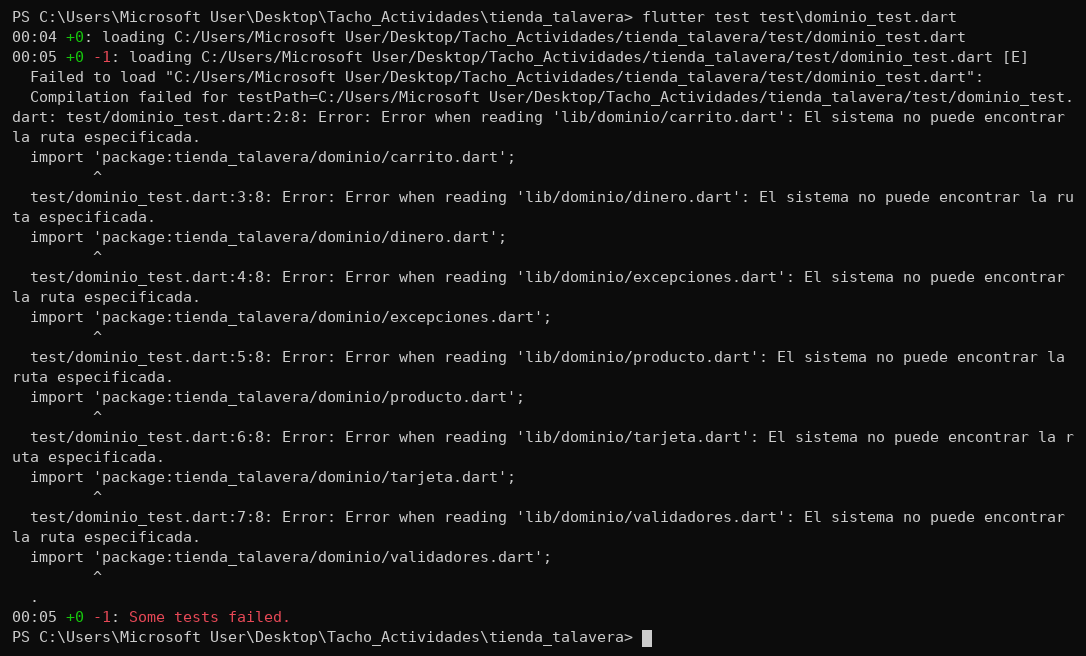 PS C:\Users\Microsoft User\Desktop\Tacho_Actividades\tienda_talavera> flutter test test\dominio_test.dart
00:04 +0: loading C:/Users/Microsoft User/Desktop/Tacho_Actividades/tienda_talavera/test/dominio_test.dart
00:05 +0 -1: loading C:/Users/Microsoft User/Desktop/Tacho_Actividades/tienda_talavera/test/dominio_test.dart [E]
  Failed to load "C:/Users/Microsoft User/Desktop/Tacho_Actividades/tienda_talavera/test/dominio_test.dart":
  Compilation failed for testPath=C:/Users/Microsoft User/Desktop/Tacho_Actividades/tienda_talavera/test/dominio_test.
dart: test/dominio_test.dart:2:8: Error: Error when reading 'lib/dominio/carrito.dart': El sistema no puede encontrar
la ruta especificada.
  import 'package:tienda_talavera/dominio/carrito.dart';
         ^
  test/dominio_test.dart:3:8: Error: Error when reading 'lib/dominio/dinero.dart': El sistema no puede encontrar la ru
ta especificada.
  import 'package:tienda_talavera/dominio/dinero.dart';
         ^
  test/dominio_test.dart:4:8: Error: Error when reading 'lib/dominio/excepciones.dart': El sistema no puede encontrar
la ruta especificada.
  import 'package:tienda_talavera/dominio/excepciones.dart';
         ^
  test/dominio_test.dart:5:8: Error: Error when reading 'lib/dominio/producto.dart': El sistema no puede encontrar la
ruta especificada.
  import 'package:tienda_talavera/dominio/producto.dart';
         ^
  test/dominio_test.dart:6:8: Error: Error when reading 'lib/dominio/tarjeta.dart': El sistema no puede encontrar la r
uta especificada.
  import 'package:tienda_talavera/dominio/tarjeta.dart';
         ^
  test/dominio_test.dart:7:8: Error: Error when reading 'lib/dominio/validadores.dart': El sistema no puede encontrar
la ruta especificada.
  import 'package:tienda_talavera/dominio/validadores.dart';
         ^
  .
00:05 +0 -1: Some tests failed.
PS C:\Users\Microsoft User\Desktop\Tacho_Actividades\tienda_talavera>